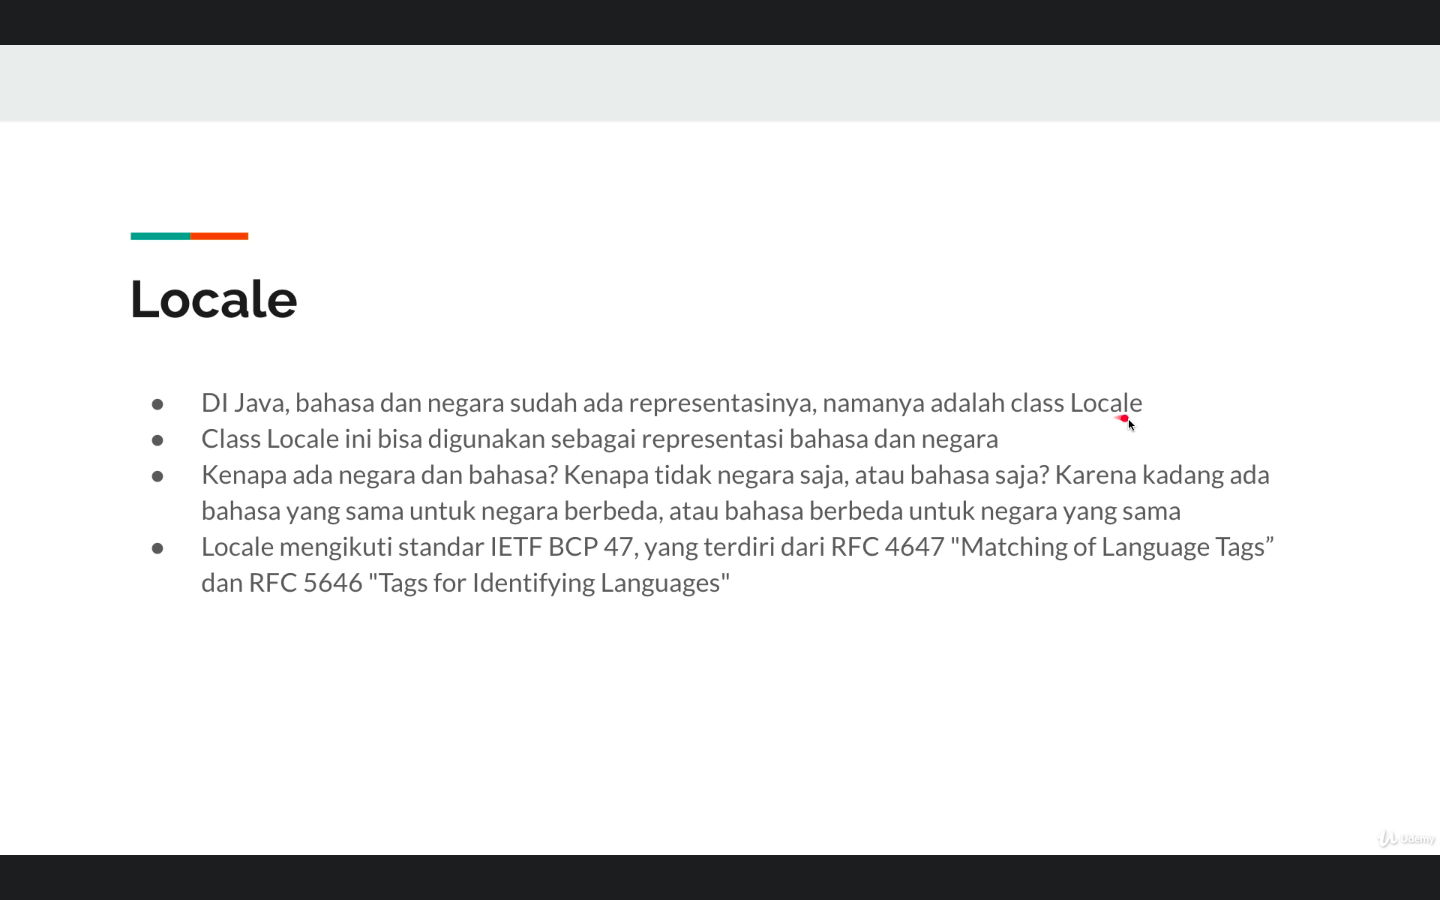 Locale
● DI Java, bahasa dan negara sudah ada representasinya, namanya adalah class Locale
● Class Locale ini bisa digunakan sebagai representasi bahasa dan negara
● Kenapa ada negara dan bahasa? Kenapa tidak negara saja, atau bahasa saja? Karena kadang ada
bahasa yang sama untuk negara berbeda, atau bahasa berbeda untuk negara yang sama
● Locale mengikuti standar IETF BCP 47, yang terdiri dari RFC 4647 "Matching of Language Tags”
dan RFC 5646 "Tags for Identifying Languages"
Udemy